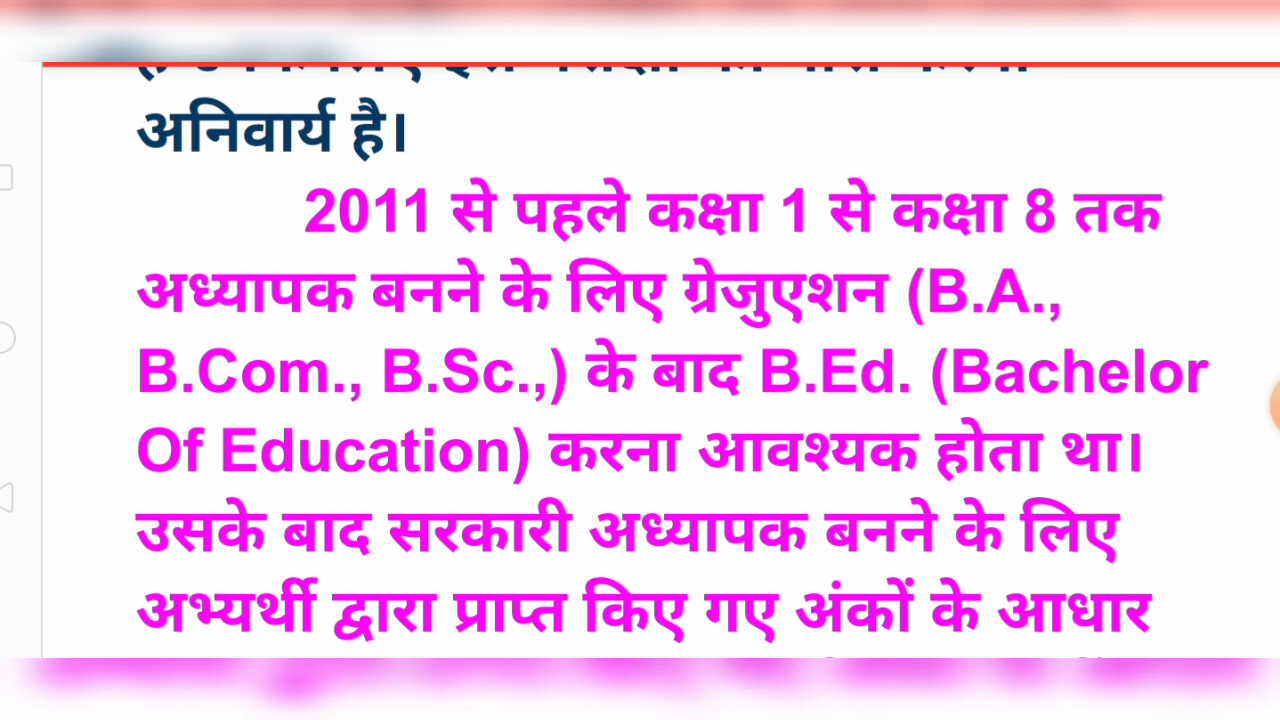 अनिवार्य है।
2011 से पहले कक्षा 1 से कक्षा 8 तक
अध्यापक बनने के लिए ग्रेजुएशन (B.A.,
B.Com., B.Sc.,) के बाद B.Ed. (Bachelor
Of Education) करना आवश्यक होता था।
उसके बाद सरकारी अध्यापक बनने के लिए
अभ्यर्थी द्वारा प्राप्त किए गए अंकों के आधार